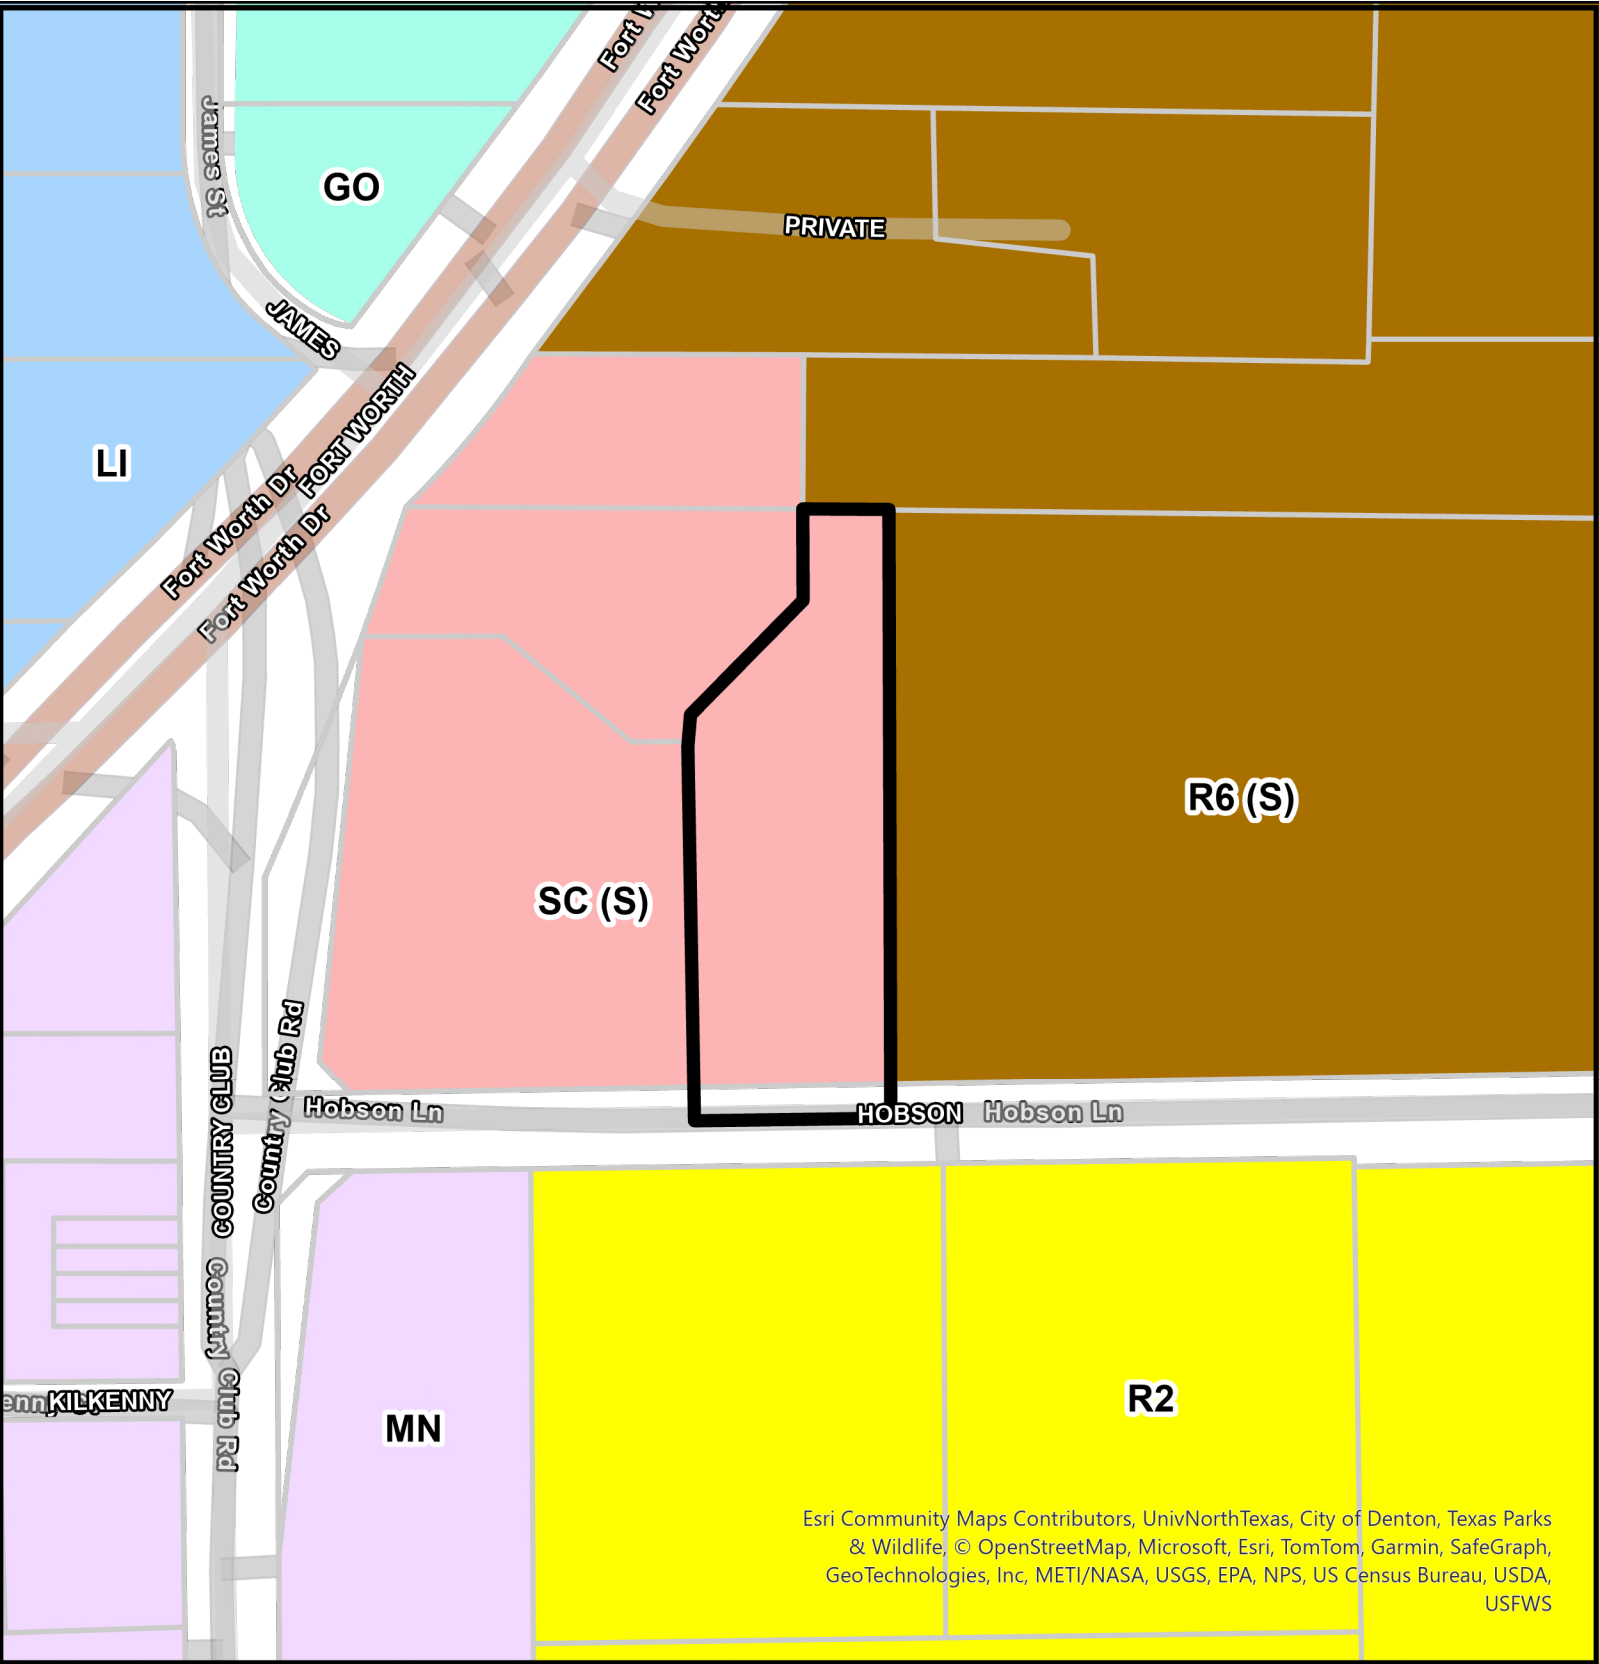 Fort W
Fort Worth
James St
GO
PRIVATE
JAMES
FORT WORTH
LI
Fort Worth Dr
Fort Worth Dr
R6 (S)
SC (S)
Country Club Rd
COUNTRY CLUB
Hobson Ln
HOBSON
Hobson Ln
Country Club Rd
KILKENNY
MN
R2
Esri Community Maps Contributors, UnivNorthTexas, City of Denton, Texas Parks
& Wildlife, © OpenStreetMap, Microsoft, Esri, TomTom, Garmin, SafeGraph,
GeoTechnologies, Inc, METI/NASA, USGS, EPA, NPS, US Census Bureau, USDA,
USFWS